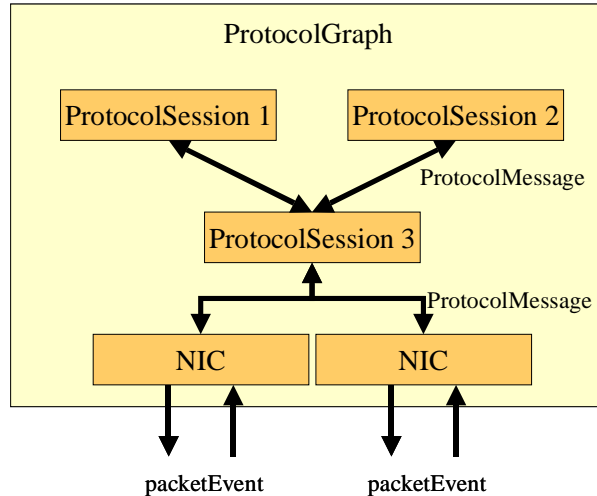 ProtocolGraph
ProtocolSession 1
ProtocolSession 2
ProtocolMessage
ProtocolSession 3
ProtocolMessage
NIC
NIC
packetEvent
packetEvent